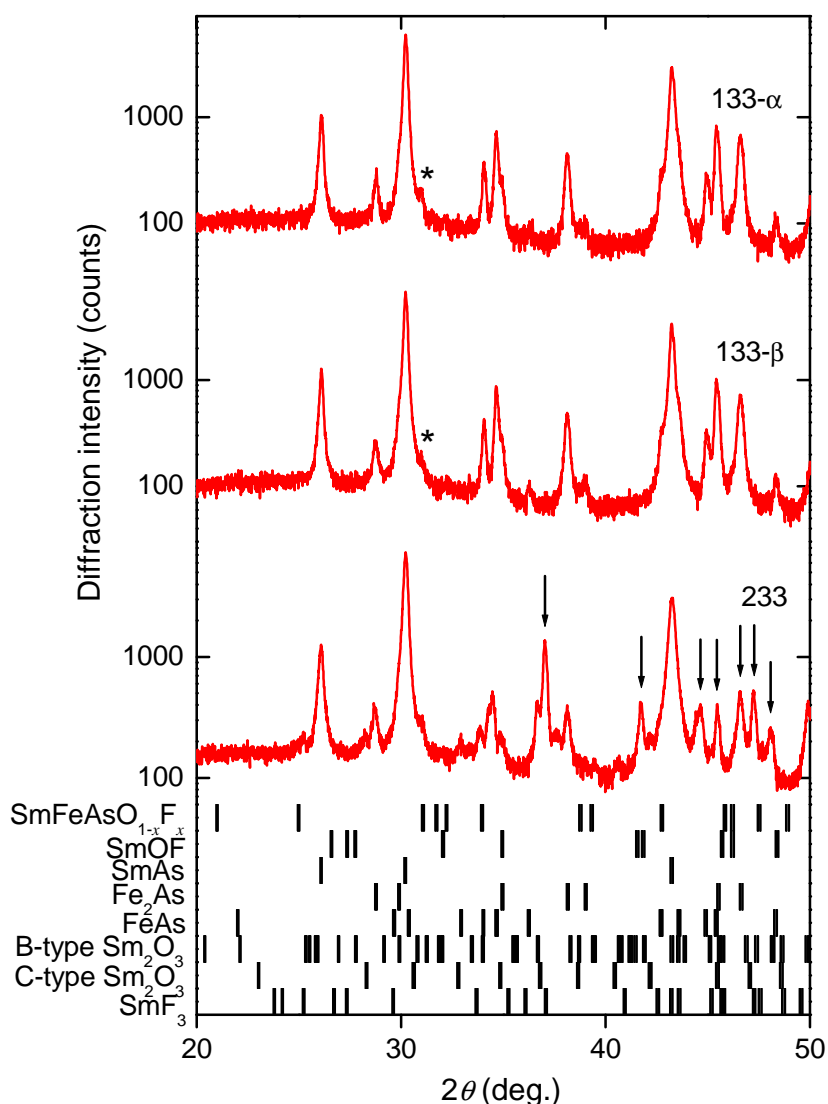 133-α
1000
*
100
133-β
1000
*
100
233
1000
100
Diffraction intensity (counts)
SmFeAsO1-xFx
SmOF
SmAs
Fe2As
FeAs
B-type Sm2O3
C-type Sm2O3
SmF3
20 30 40 50
2θ (deg.)